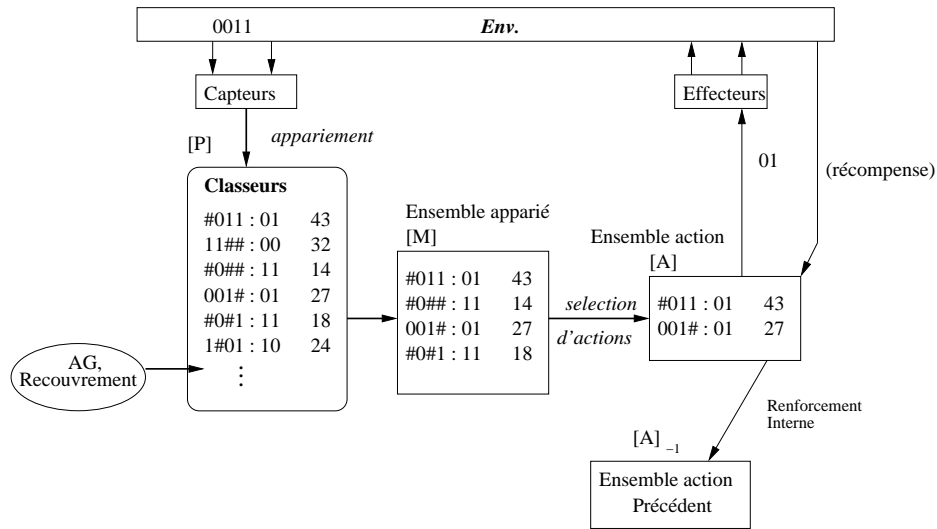 0011
Env.
Capteurs
Effecteurs
appariement
[P]
01
(récompense)
Classeurs
#011 : 01 43
11## : 00 32
#0## : 11 14
001# : 01 27
#0#1 : 11 18
1#01 : 10 24
⋮
AG,
Recouvrement
Ensemble apparié
[M]
#011 : 01 43
#0## : 11 14
001# : 01 27
#0#1 : 11 18
selection
d'actions
Ensemble action
[A]
#011 : 01 43
001# : 01 27
Renforcement
Interne
[A] −1
Ensemble action
Précédent